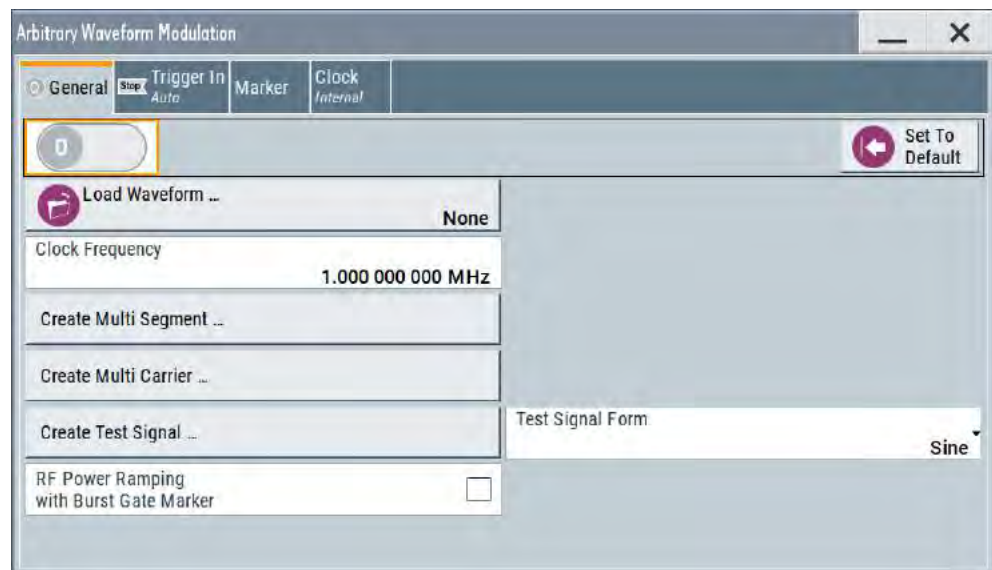 Arbitrary Waveform Modulation
General
Stop
Trigger In
Auto
Marker
Clock
Internal
0
Set To
Default
Load Waveform ...
None
Clock Frequency
1.000 000 000 MHz
Create Multi Segment ...
Create Multi Carrier ...
Create Test Signal ...
Test Signal Form
Sine
RF Power Ramping
with Burst Gate Marker